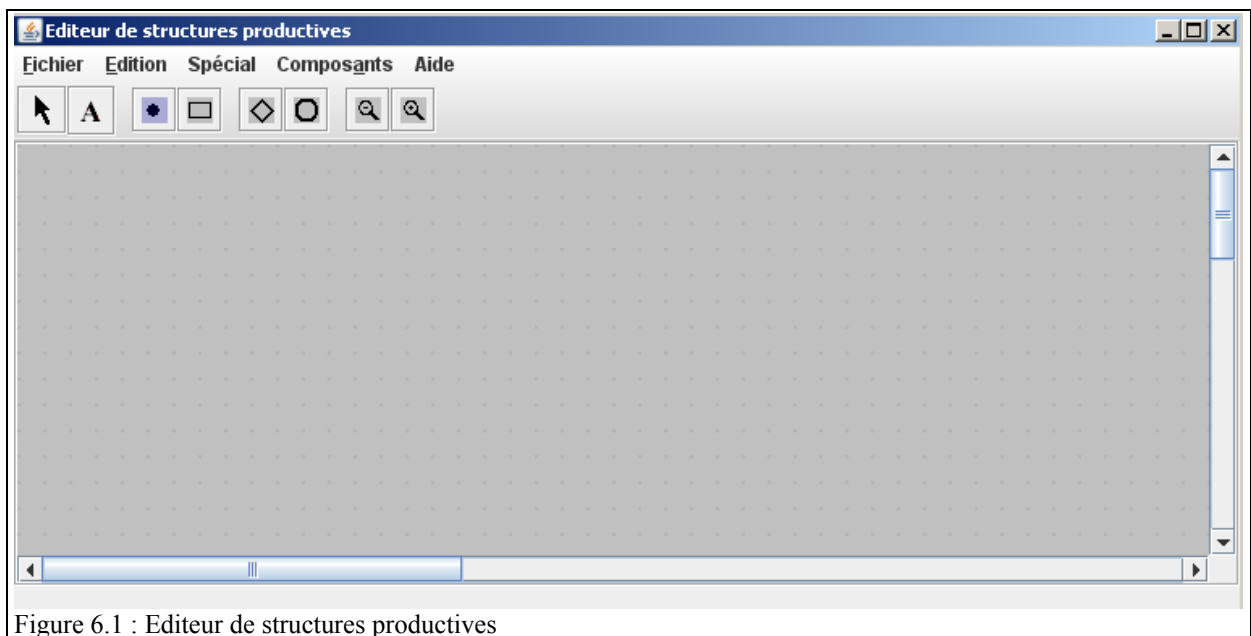 Editeur de structures productives
Fichier Edition Spécial Composants Aide
A
Figure 6.1 : Editeur de structures productives